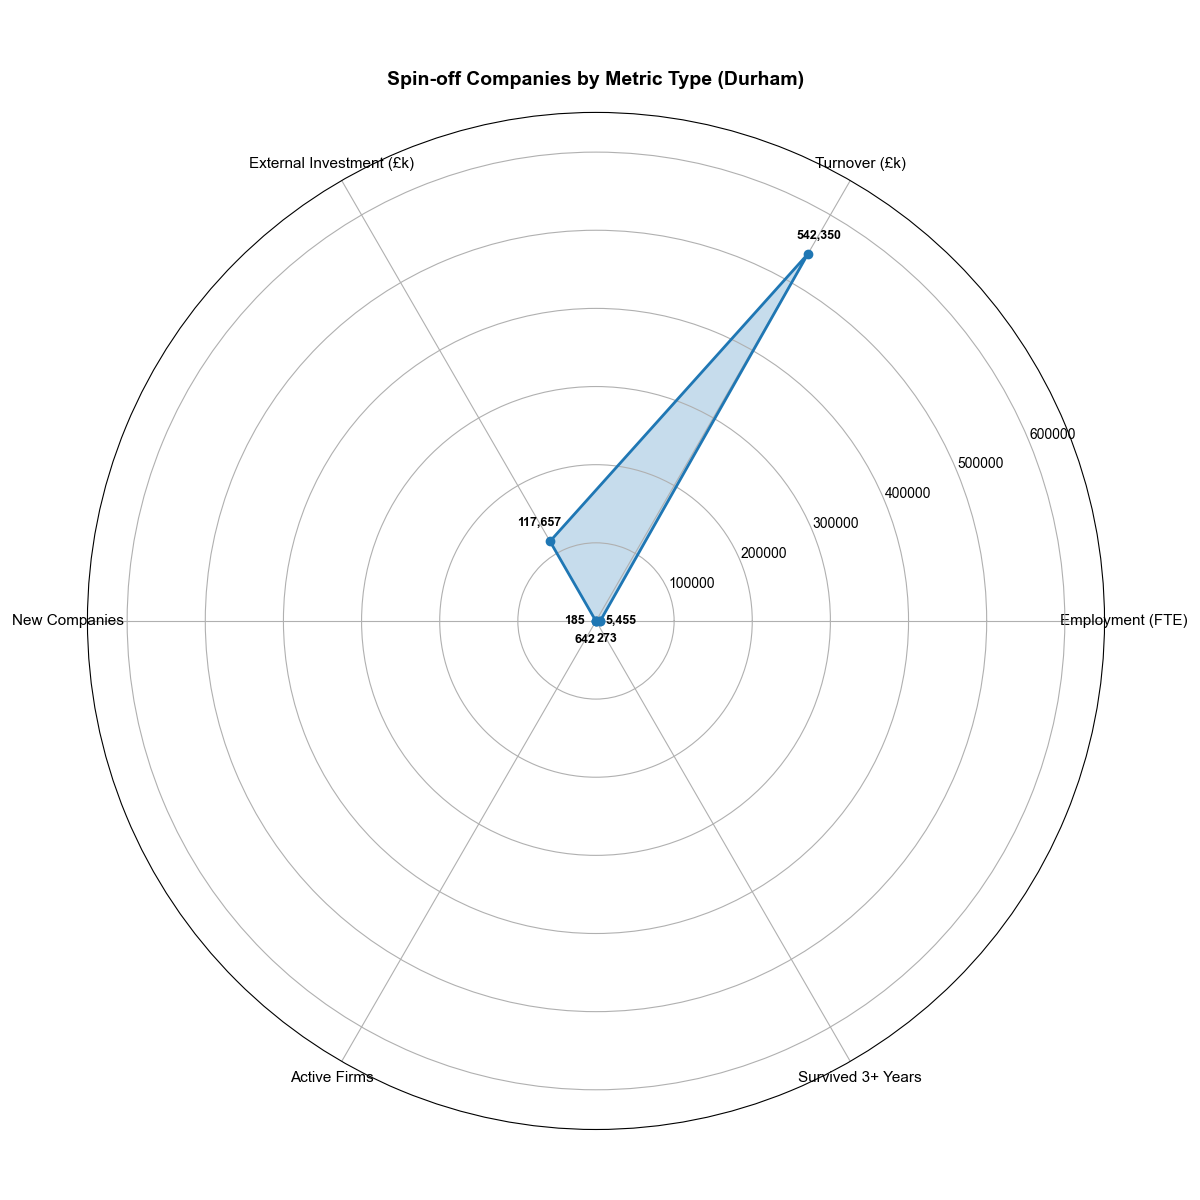 Spin-off Companies by Metric Type (Durham)
External Investment (£k)
Turnover (£k)
542,350
600000
500000
400000
300000
200000
100000
117,657
New Companies
185
5,455
Employment (FTE)
642
273
Active Firms
Survived 3+ Years